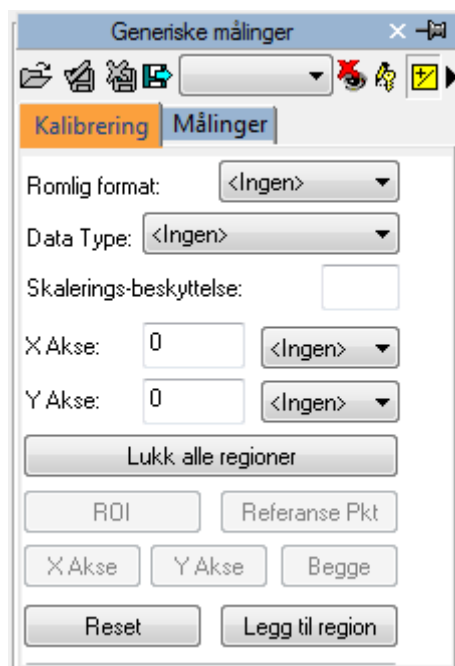 Generiske målinger
Kalibrering Målinger
Romlig format: <Ingen>
Data Type: <Ingen>
Skalerings-beskyttelse:
X Akse: 0 <Ingen>
Y Akse: 0 <Ingen>
Lukk alle regioner
ROI Referanse Pkt
X Akse Y Akse Begge
Reset Legg til region